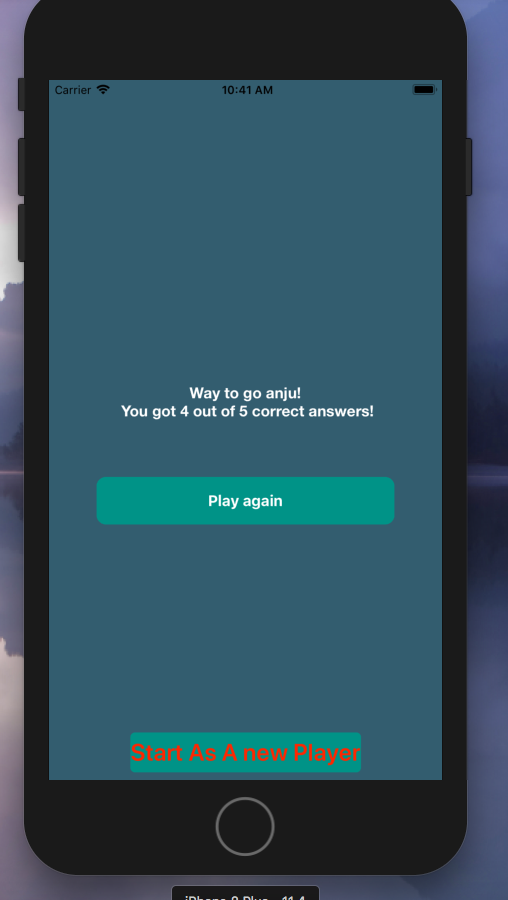 Carrier 10:41 AM
Way to go anju!
You got 4 out of 5 correct answers!
Play again
Start As A new Player